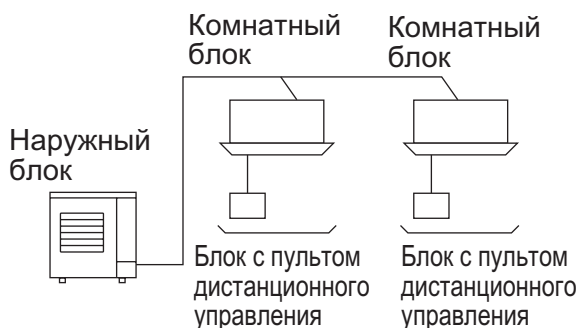 Комнатный
блок
Комнатный
блок
Наружный
блок
Блок с пультом
дистанционного
управления
Блок с пультом
дистанционного
управления